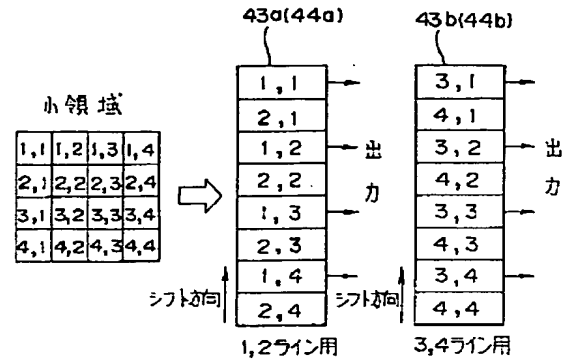 43a(44a)
43b(44b)
小領域
1,1 1,2 1,3 1,4
2,1 2,2 2,3 2,4
3,1 3,2 3,3 3,4
4,1 4,2 4,3 4,4
1,1
2,1
1,2
2,2
1,3
2,3
1,4
2,4
出力
シフト方向
1,2ライン用
3,1
4,1
3,2
4,2
3,3
4,3
3,4
4,4
出力
シフト方向
3,4ライン用